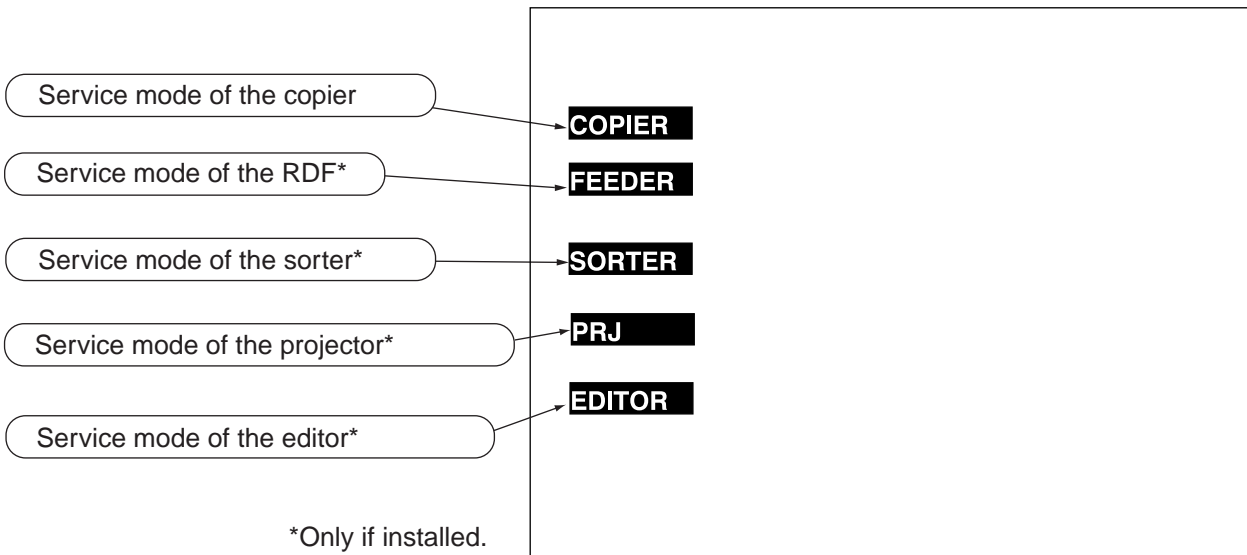 Service mode of the copier
COPIER
Service mode of the RDF*
FEEDER
Service mode of the sorter*
SORTER
Service mode of the projector*
PRJ
Service mode of the editor*
EDITOR
*Only if installed.